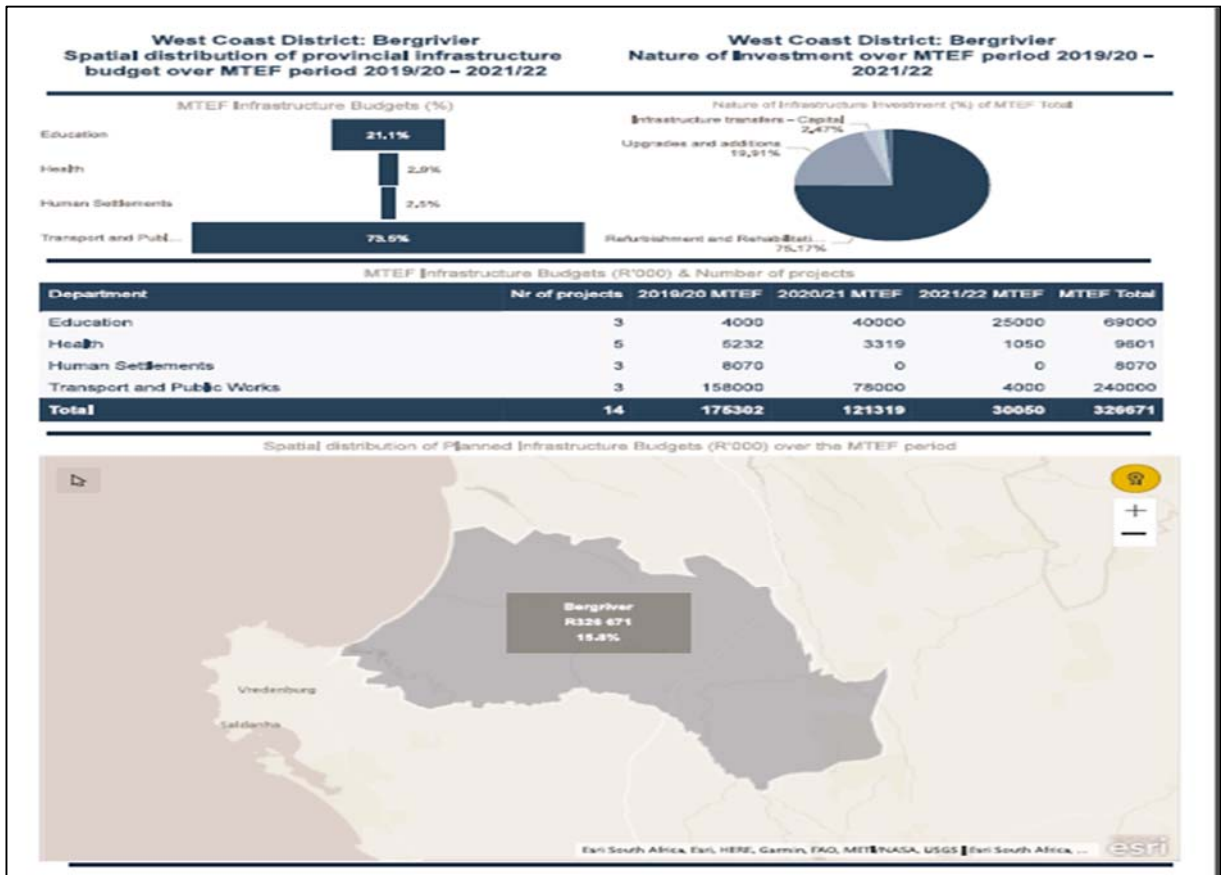 West Coast District: Bergrivier
Spatial distribution of provincial infrastructure
budget over MTEF period 2019/20 – 2021/22
West Coast District: Bergrivier
Nature of Investment over MTEF period 2019/20 –
2021/22
MTEF Infrastructure Budgets (%)
Education 21.1%
Health 2.9%
Human Settlements 2.5%
Transport and Publ... 73.5%
Nature of Infrastructure Investment (%) of MTEF Total
Infrastructure transfers – Capital
2,47%
Upgrades and additions
19,91%
Refurbishment and Rehabilitati...
75,17%
MTEF Infrastructure Budgets (R'000) & Number of projects
Department Nr of projects 2019/20 MTEF 2020/21 MTEF 2021/22 MTEF MTEF Total
Education 3 4000 40000 25000 69000
Health 5 5232 3319 1050 9601
Human Settlements 3 8070 0 0 8070
Transport and Public Works 3 158000 78000 4000 240000
Total 14 175302 121319 30050 326671
Spatial distribution of Planned Infrastructure Budgets (R'000) over the MTEF period
Bergriver
R326 671
15.8%
Vredenburg
Saldanha
Esri South Africa, Esri, HERE, Garmin, FAO, METI/NASA, USGS | Esri South Africa, ...
esri